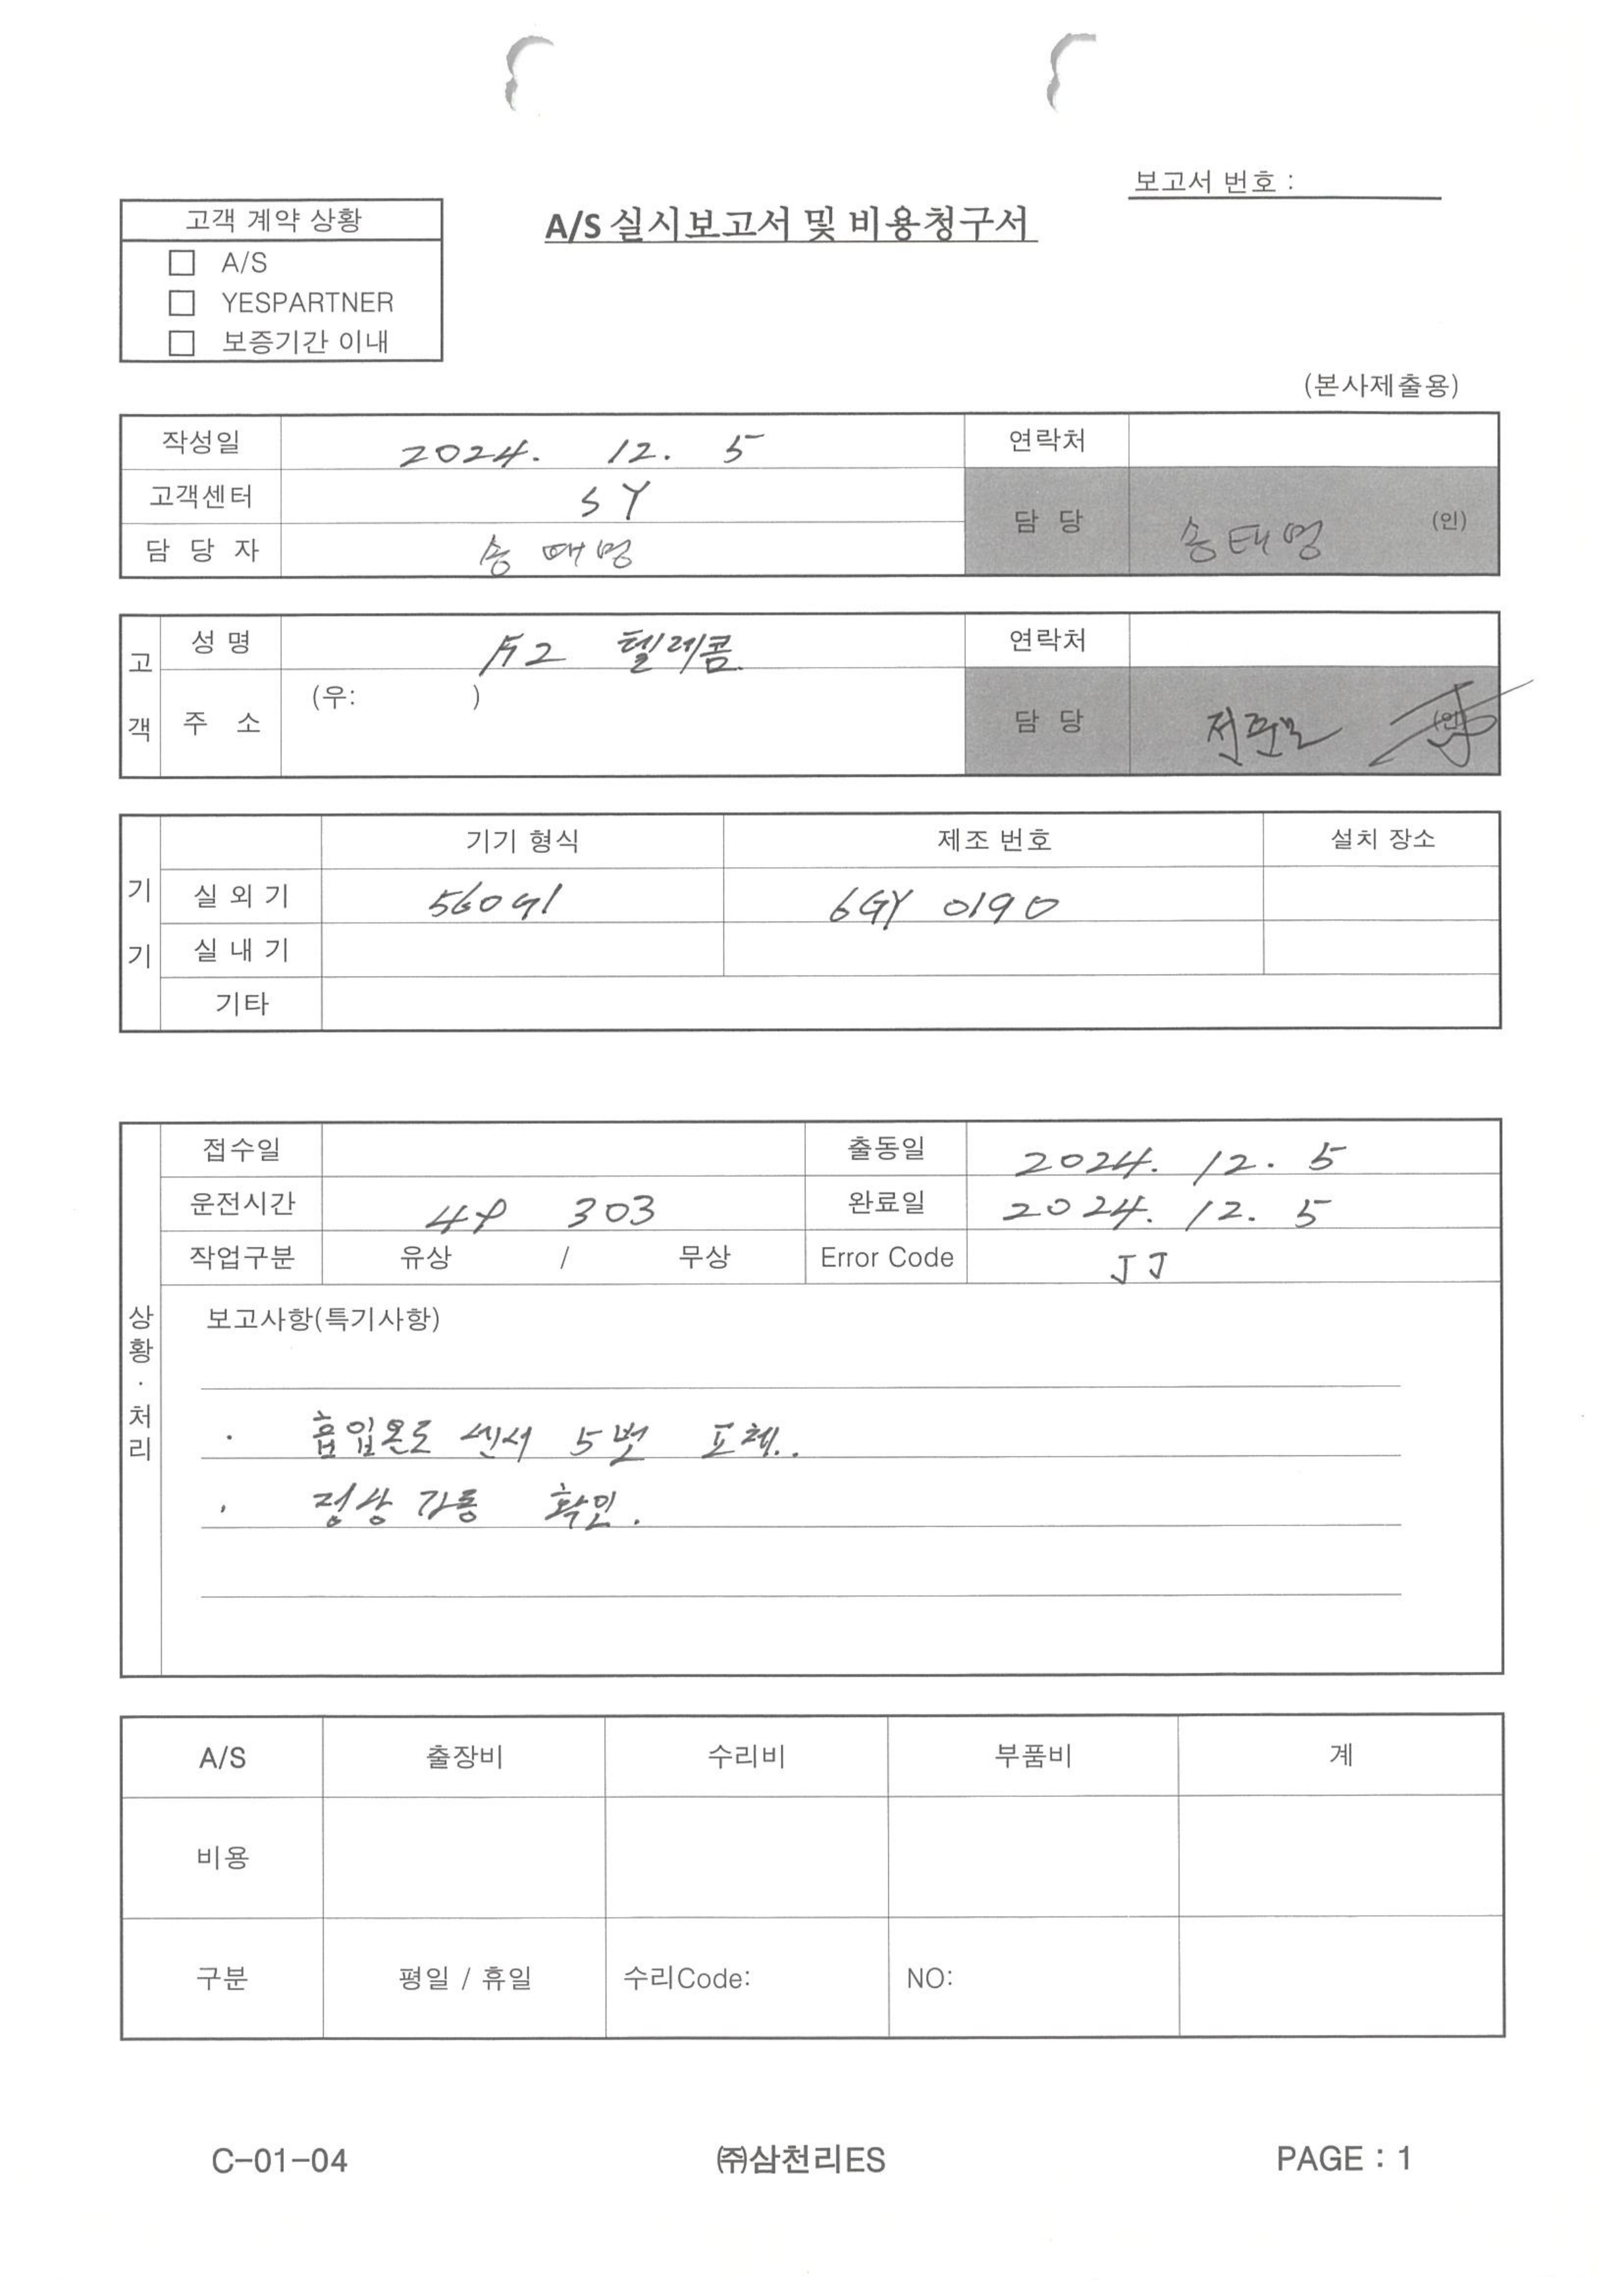 보고서 번호 :
고객 계약 상황
A/S 실시보고서 및 비용청구서
□ A/S
□ YESPARTNER
□ 보증기간 이내
(본사제출용)
작성일 2024. 12. 5 연락처
고객센터 SY
담당자 송태명 담당 송태명 (인)
고객 성명 텔레콤 연락처
주소 (우: ) 담당 (인)
기기 기기 형식 제조 번호 설치 장소
실외기 560G1 6GY 0190
실내기
기타
상황·처리 접수일 출동일 2024. 12. 5
운전시간 303 완료일 2024. 12. 5
작업구분 유상 / 무상 Error Code JJ
보고사항(특기사항)
· 흡입온도 센서 5번 교체..
· 정상 가동 확인.
A/S 출장비 수리비 부품비 계
비용
구분 평일 / 휴일 수리Code: NO:
C-01-04 ㈜삼천리ES PAGE : 1